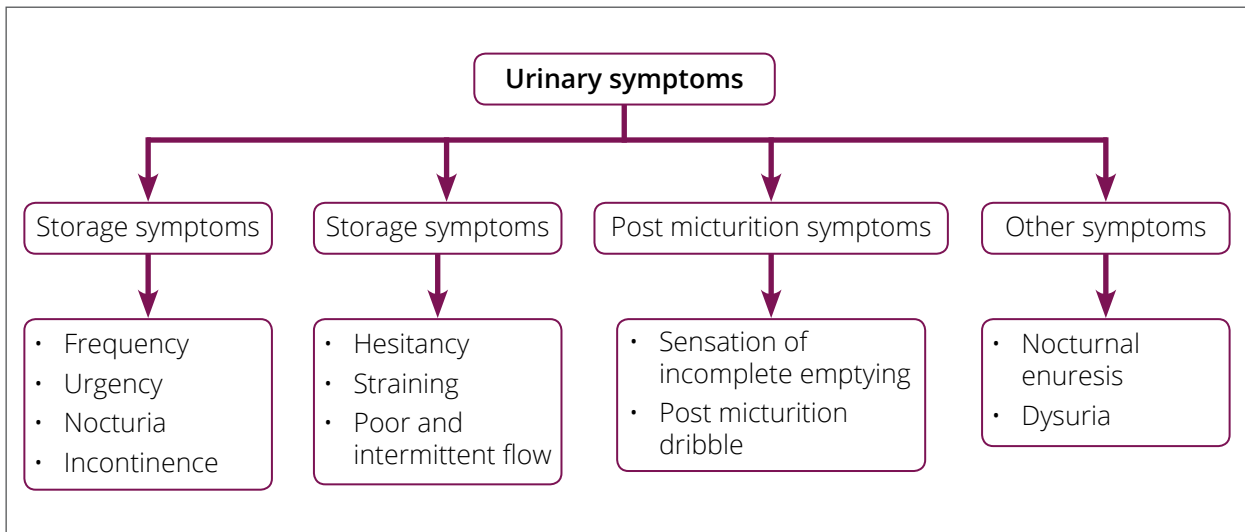 Urinary symptoms
Storage symptoms
Storage symptoms
Post micturition symptoms
Other symptoms
• Frequency
• Urgency
• Nocturia
• Incontinence
• Hesitancy
• Straining
• Poor and
intermittent flow
• Sensation of
incomplete emptying
• Post micturition
dribble
• Nocturnal
enuresis
• Dysuria